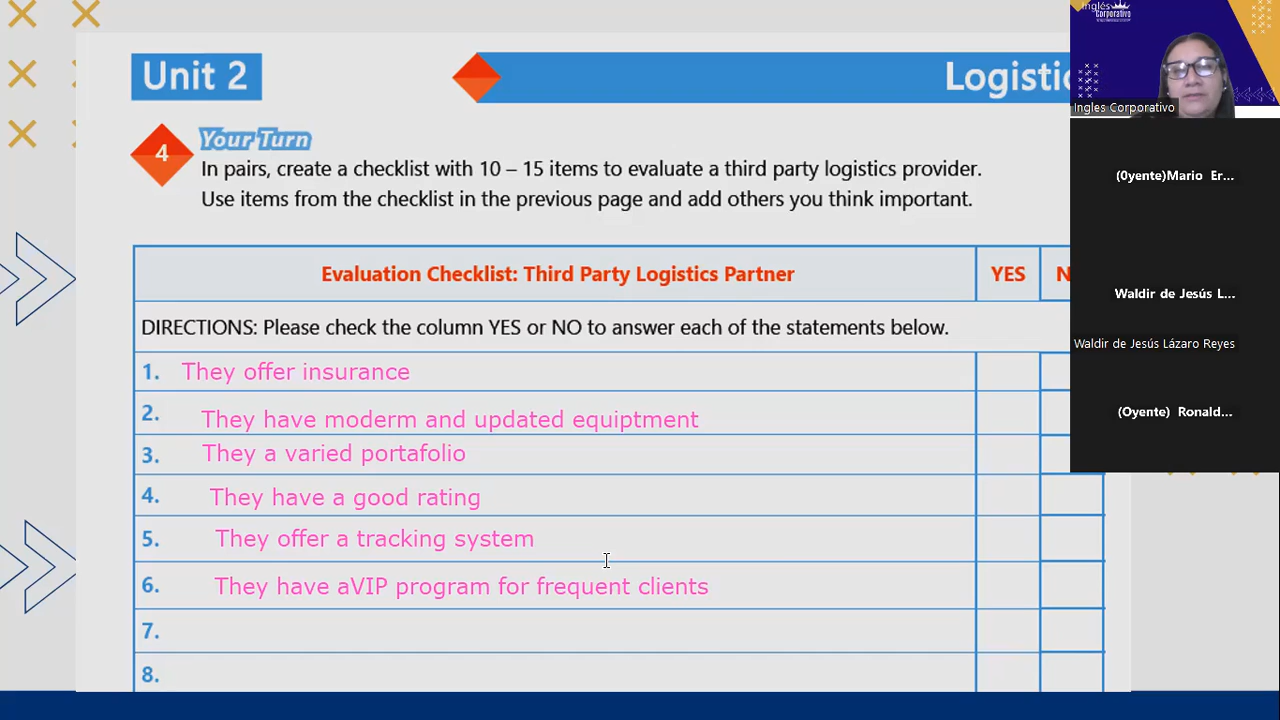 Unit 2
Logistic
4
Your Turn
In pairs, create a checklist with 10 – 15 items to evaluate a third party logistics provider.
Use items from the checklist in the previous page and add others you think important.
Evaluation Checklist: Third Party Logistics Partner
YES
N
DIRECTIONS: Please check the column YES or NO to answer each of the statements below.
1. They offer insurance
2. They have moderm and updated equiptment
3. They a varied portafolio
4. They have a good rating
5. They offer a tracking system
6. They have aVIP program for frequent clients
7.
8.
Inglés
Corporativo
Ingles Corporativo
(0yente)Mario Er...
Waldir de Jesús L...
Waldir de Jesús Lázaro Reyes
(Oyente) Ronald...